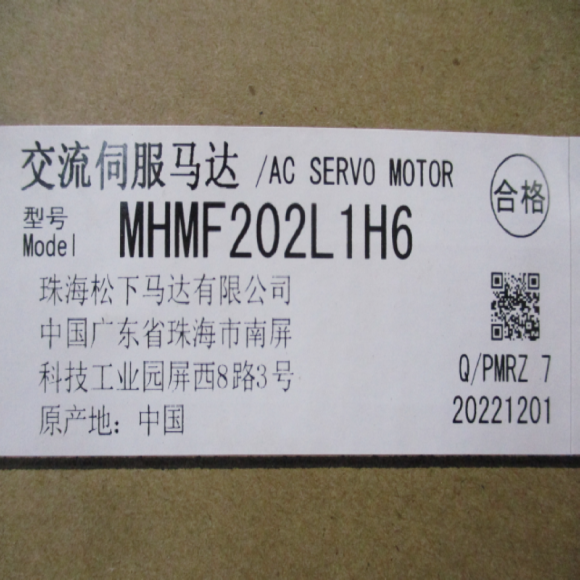 交流伺服马达 /AC SERVO MOTOR
合格
型号
Model MHMF202L1H6
珠海松下马达有限公司
中国广东省珠海市南屏
科技工业园屏西8路3号
原产地：中国
Q/PMRZ 7
20221201